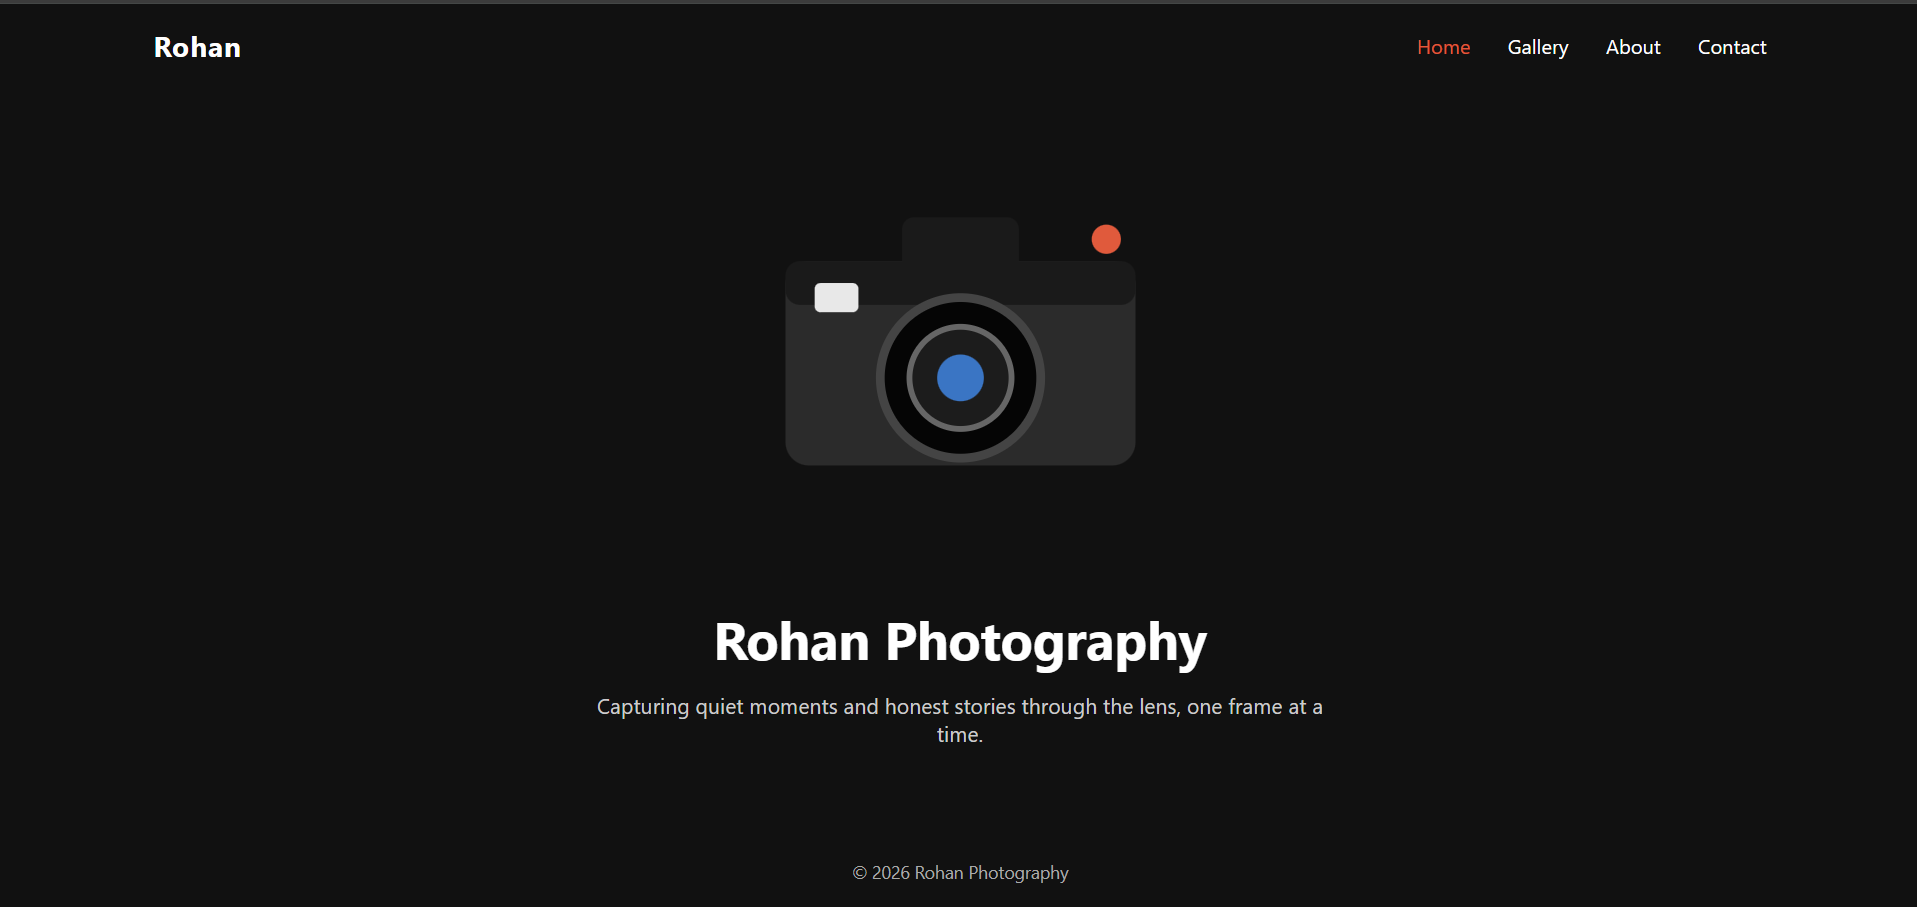 Rohan
Home Gallery About Contact
Rohan Photography
Capturing quiet moments and honest stories through the lens, one frame at a
time.
© 2026 Rohan Photography